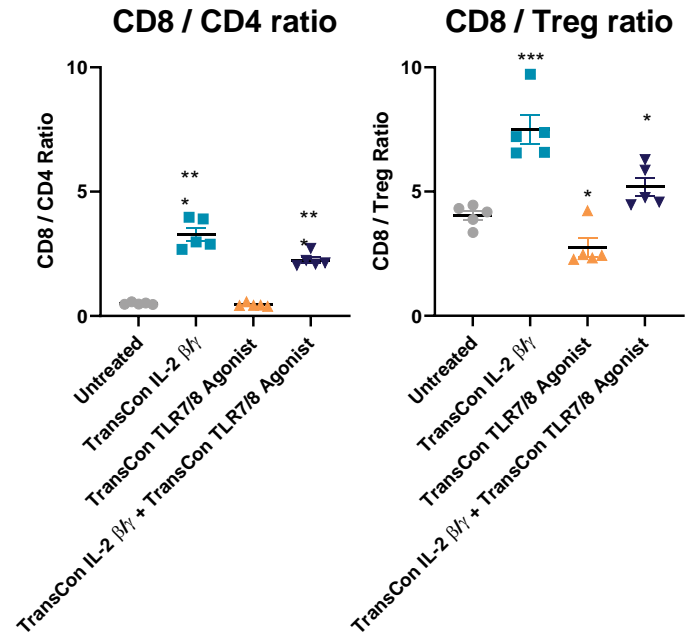 CD8 / CD4 ratio
CD8 / CD4 Ratio
10
5
0
**
*
**
*
Untreated
TransCon IL-2 β/γ
TransCon TLR7/8 Agonist
TransCon IL-2 β/γ + TransCon TLR7/8 Agonist
CD8 / Treg ratio
CD8 / Treg Ratio
10
5
0
***
*
*
Untreated
TransCon IL-2 β/γ
TransCon TLR7/8 Agonist
TransCon IL-2 β/γ + TransCon TLR7/8 Agonist